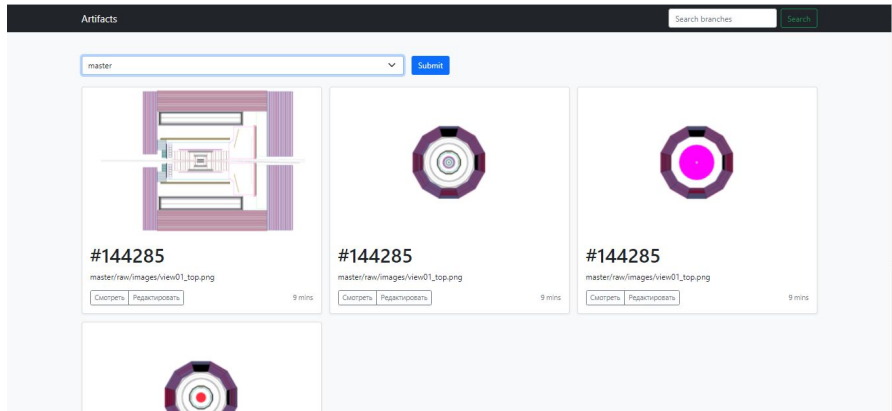 Artifacts
Search branches
Search
master
Submit
#144285
master/raw/images/view01_top.png
Смотреть
Редактировать
9 mins
#144285
master/raw/images/view01_top.png
Смотреть
Редактировать
9 mins
#144285
master/raw/images/view01_top.png
Смотреть
Редактировать
9 mins